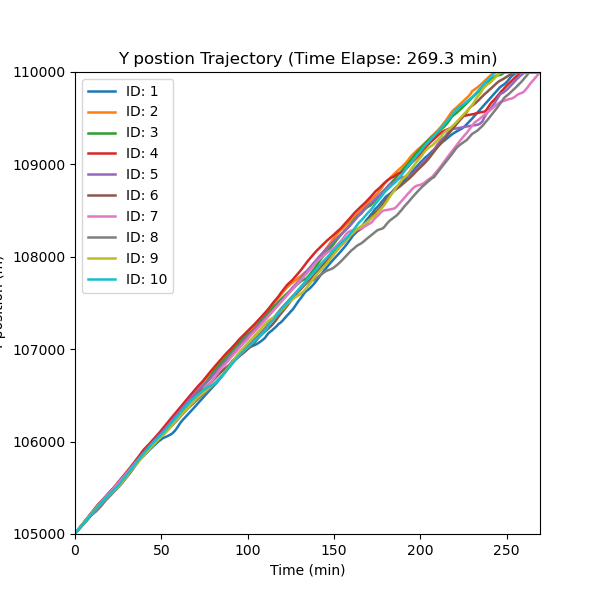 Y postion Trajectory (Time Elapse: 269.3 min)
110000
109000
108000
107000
106000
105000
ID: 1
ID: 2
ID: 3
ID: 4
ID: 5
ID: 6
ID: 7
ID: 8
ID: 9
ID: 10
0 50 100 150 200 250
Time (min)